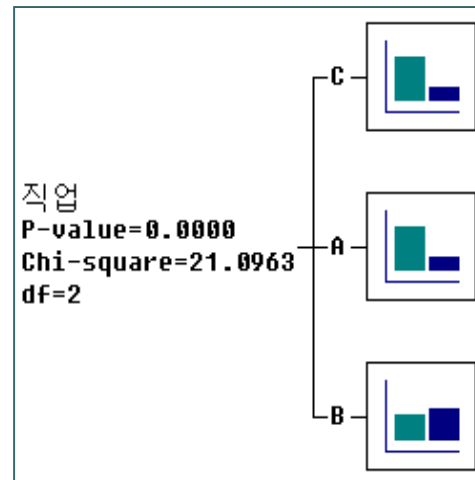 직업
P-value=0.0000
Chi-square=21.0963
df=2
C
A
B